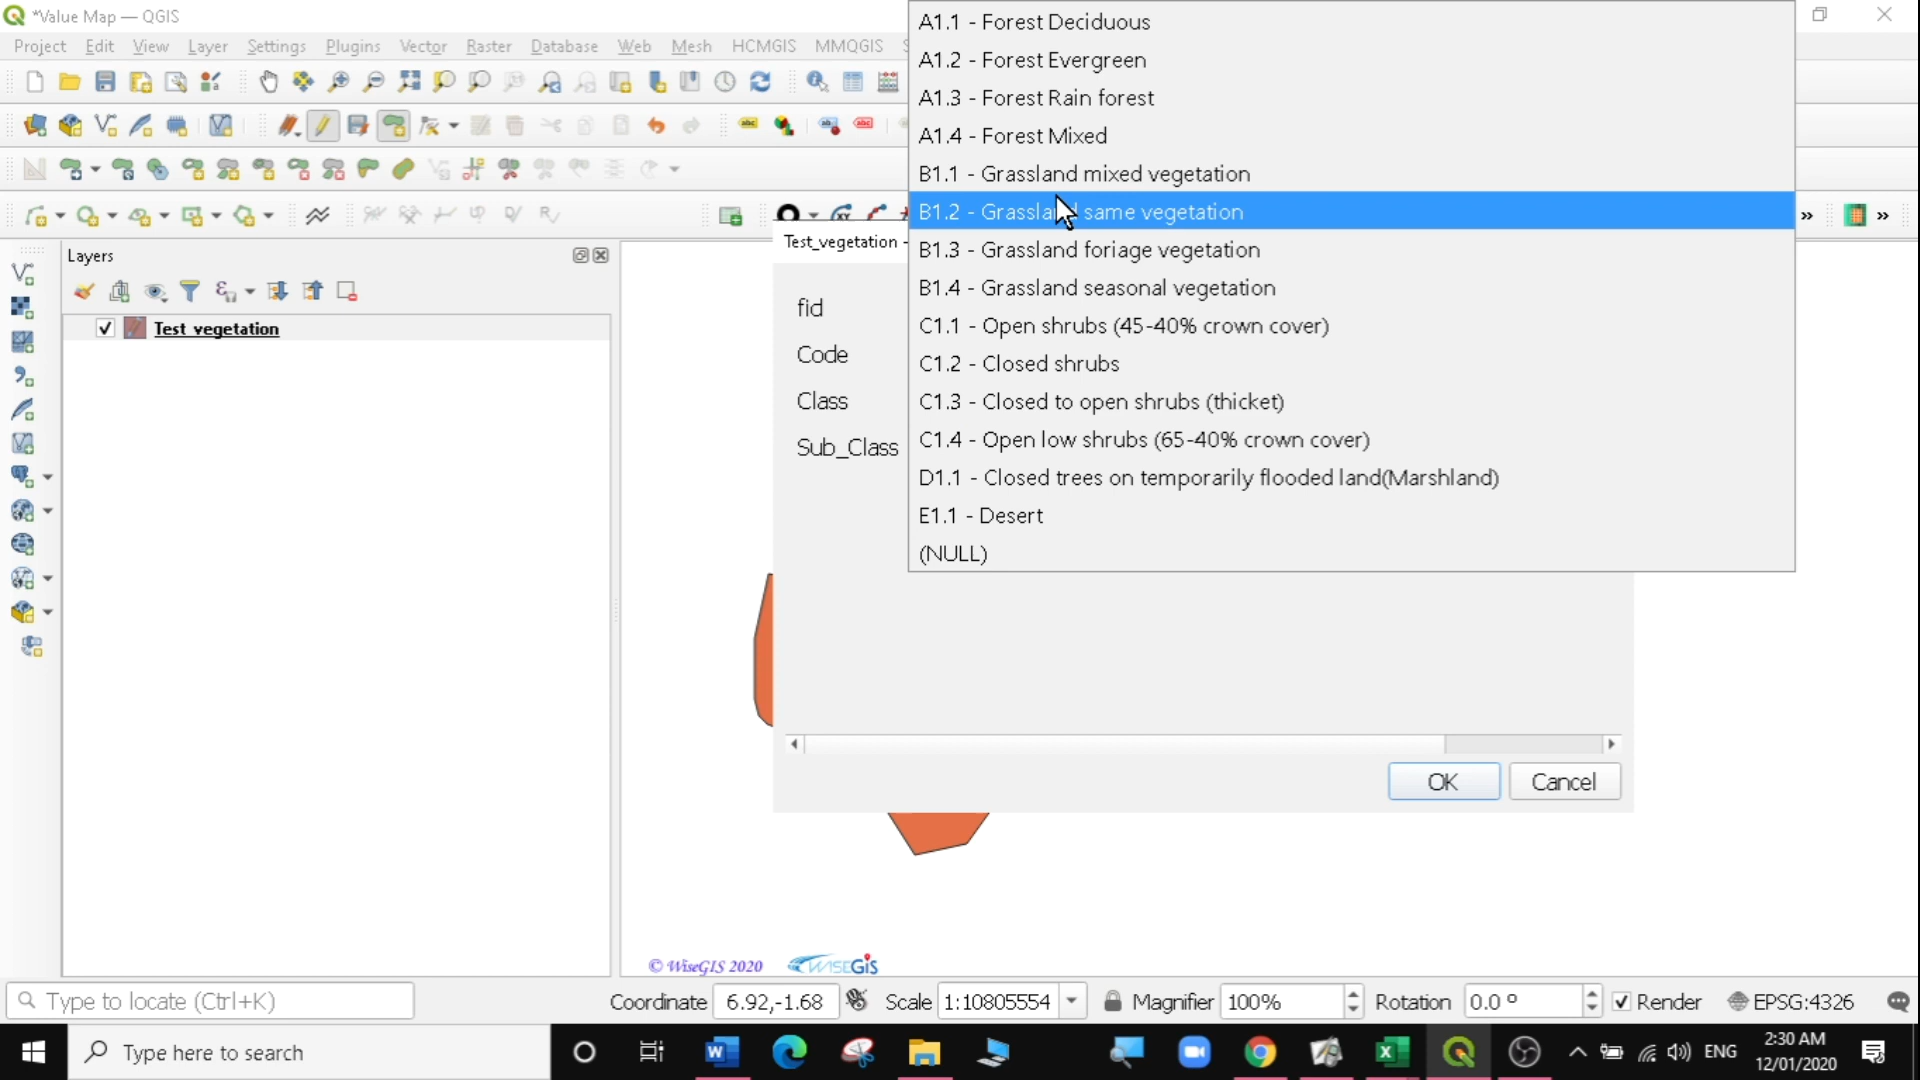 *Value Map — QGIS
Project Edit View Layer Settings Plugins Vector Raster Database Web Mesh HCMGIS MMQGIS
A1.1 - Forest Deciduous
A1.2 - Forest Evergreen
A1.3 - Forest Rain forest
A1.4 - Forest Mixed
B1.1 - Grassland mixed vegetation
B1.2 - Grassland same vegetation
B1.3 - Grassland foriage vegetation
B1.4 - Grassland seasonal vegetation
C1.1 - Open shrubs (45-40% crown cover)
C1.2 - Closed shrubs
C1.3 - Closed to open shrubs (thicket)
C1.4 - Open low shrubs (65-40% crown cover)
D1.1 - Closed trees on temporarily flooded land(Marshland)
E1.1 - Desert
(NULL)
Test_vegetation -
fid
Code
Class
Sub_Class
OK Cancel
Layers
Test_vegetation
© WiseGIS 2020 WISEGIS
Type to locate (Ctrl+K) Coordinate 6.92,-1.68 Scale 1:10805554 Magnifier 100% Rotation 0.0 ° Render EPSG:4326
Type here to search ENG 2:30 AM
12/01/2020